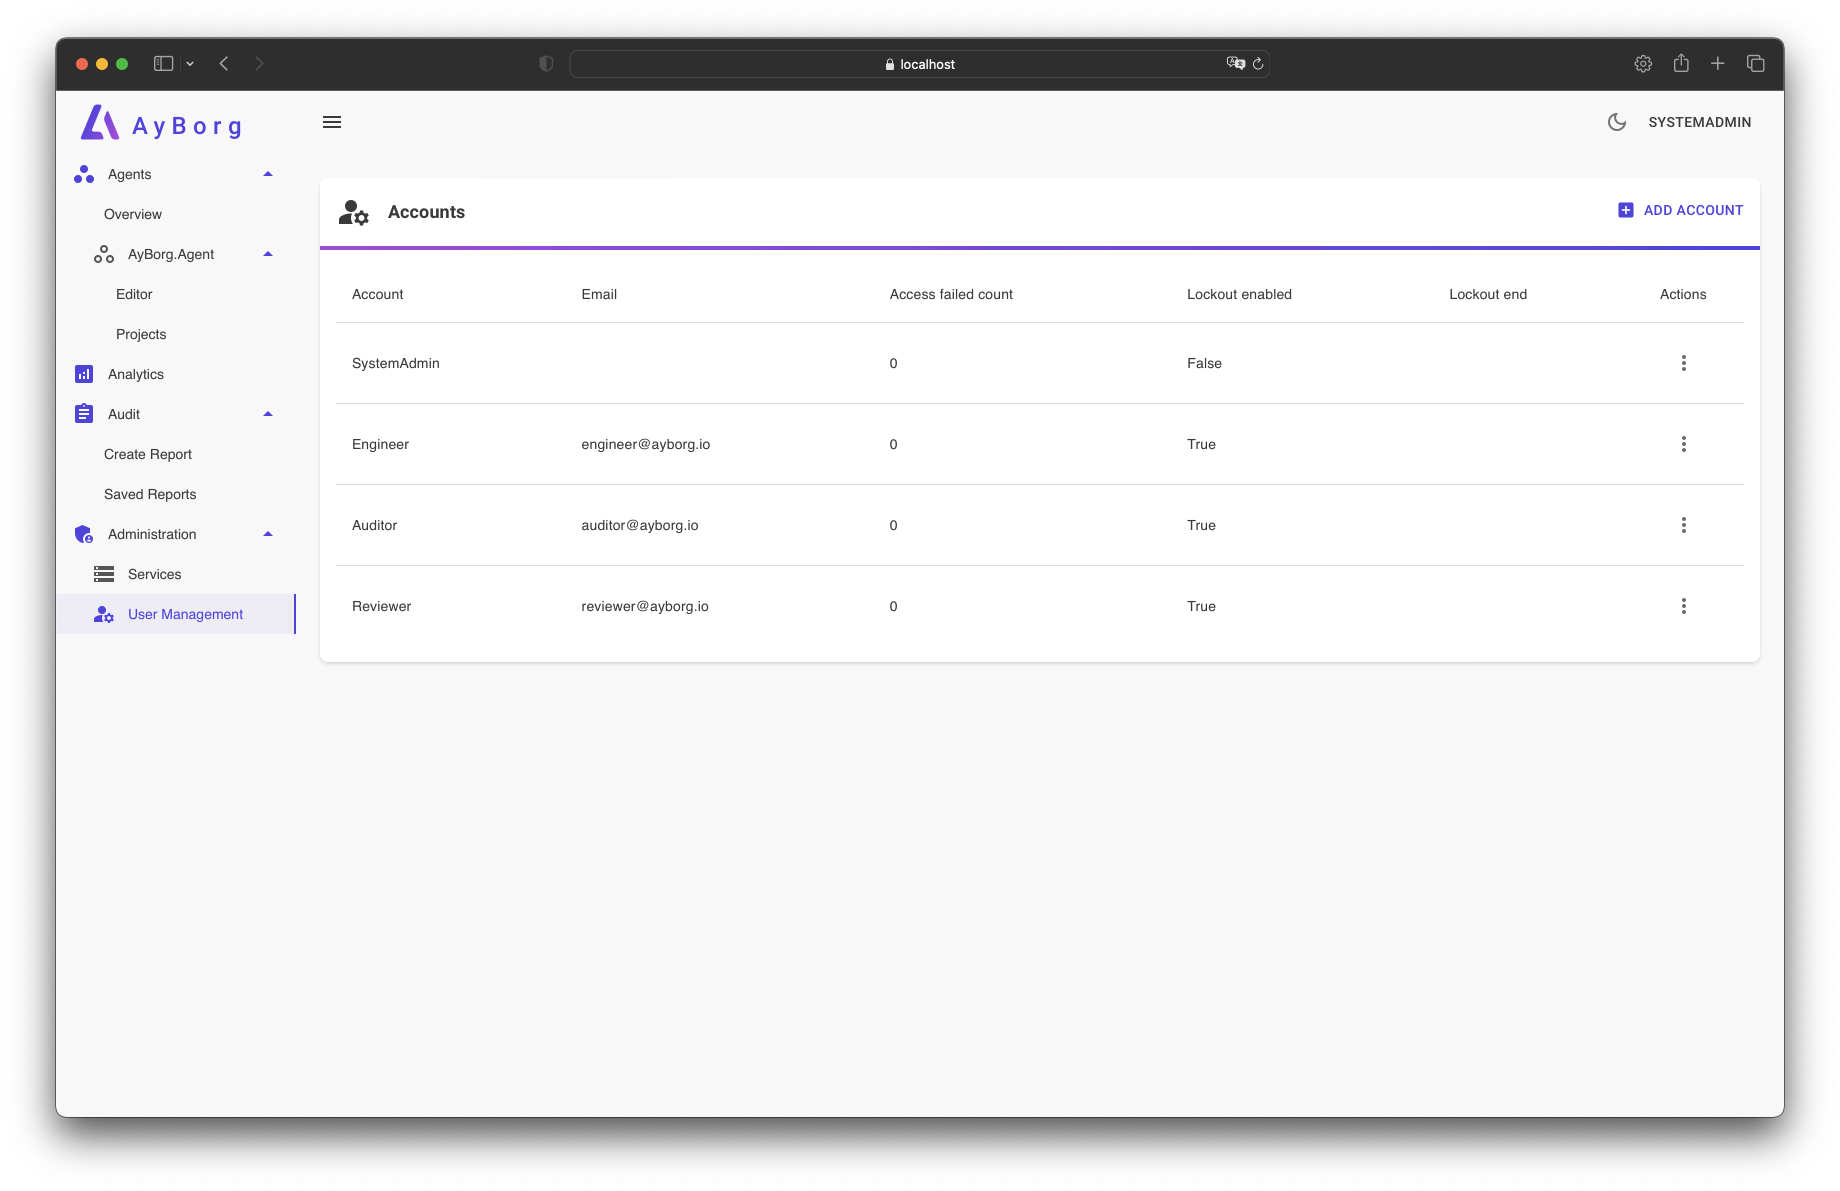 localhost
AyBorg
SYSTEMADMIN
Agents
Overview
AyBorg.Agent
Editor
Projects
Analytics
Audit
Create Report
Saved Reports
Administration
Services
User Management
Accounts
ADD ACCOUNT
Account Email Access failed count Lockout enabled Lockout end Actions
SystemAdmin 0 False
Engineer engineer@ayborg.io 0 True
Auditor auditor@ayborg.io 0 True
Reviewer reviewer@ayborg.io 0 True